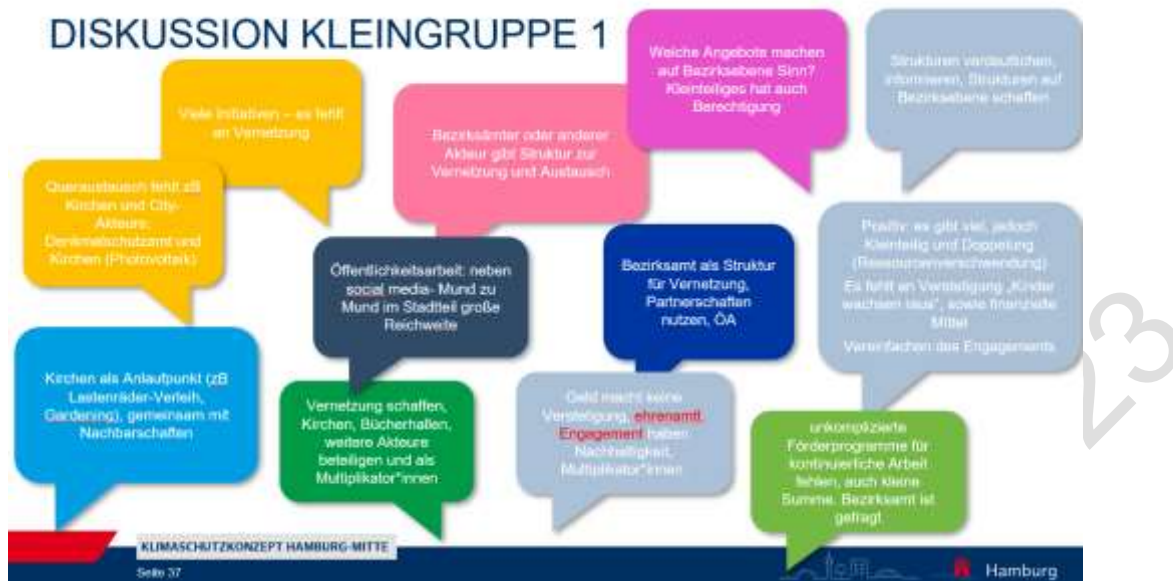 DISKUSSION KLEINGRUPPE 1
Viele Initiativen – es fehlt
an Vernetzung
Queraustausch fehlt zB
Kirchen und City-
Akteure;
Denkmalschutzamt und
Kirchen (Photovoltaik)
Bezirksämter oder anderer
Akteur gibt Struktur zur
Vernetzung und Austausch
Welche Angebote machen
auf Bezirksebene Sinn?
Kleinteiliges hat auch
Berechtigung
Strukturen verdeutlichen,
informieren, Strukturen auf
Bezirksebene schaffen
Öffentlichkeitsarbeit: neben
social media- Mund zu
Mund im Stadtteil große
Reichweite
Bezirksamt als Struktur
für Vernetzung,
Partnerschaften
nutzen, ÖA
Positiv: es gibt viel, jedoch
Kleinteilig und Doppelung
(Ressourcenverschwendung)
Es fehlt an Verstetigung „Kinder
wachsen raus“, sowie finanzielle
Mittel
Vereinfachen des Engagements
Kirchen als Anlaufpunkt (zB
Lastenräder-Verleih,
Gardening), gemeinsam mit
Nachbarschaften
Vernetzung schaffen,
Kirchen, Bücherhallen,
weitere Akteure
beteiligen und als
Multiplikator*innen
Geld macht keine
Verstetigung, ehrenamtl.
Engagement haben
Nachhaltigkeit,
Multiplikator*innen
unkomplizierte
Förderprogramme für
kontinuierliche Arbeit
fehlen, auch kleine
Summe. Bezirksamt ist
gefragt
KLIMASCHUTZKONZEPT HAMBURG-MITTE
Seite 37
Hamburg
23